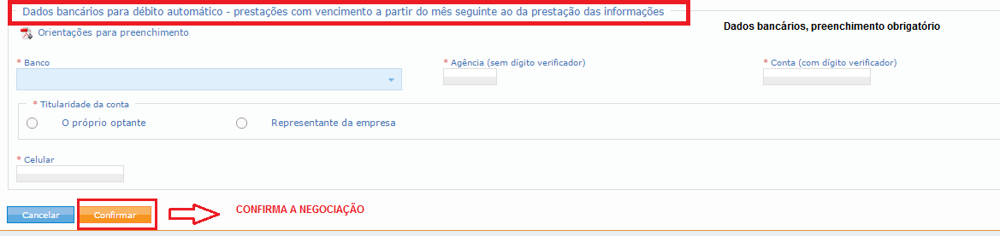 Dados bancários para débito automático - prestações com vencimento a partir do mês seguinte ao da prestação das informações
Orientações para preenchimento
Dados bancários, preenchimento obrigatório
* Banco
* Agência (sem dígito verificador)
* Conta (com dígito verificador)
* Titularidade da conta
O próprio optante
Representante da empresa
* Celular
Cancelar
Confirmar
CONFIRMA A NEGOCIAÇÃO